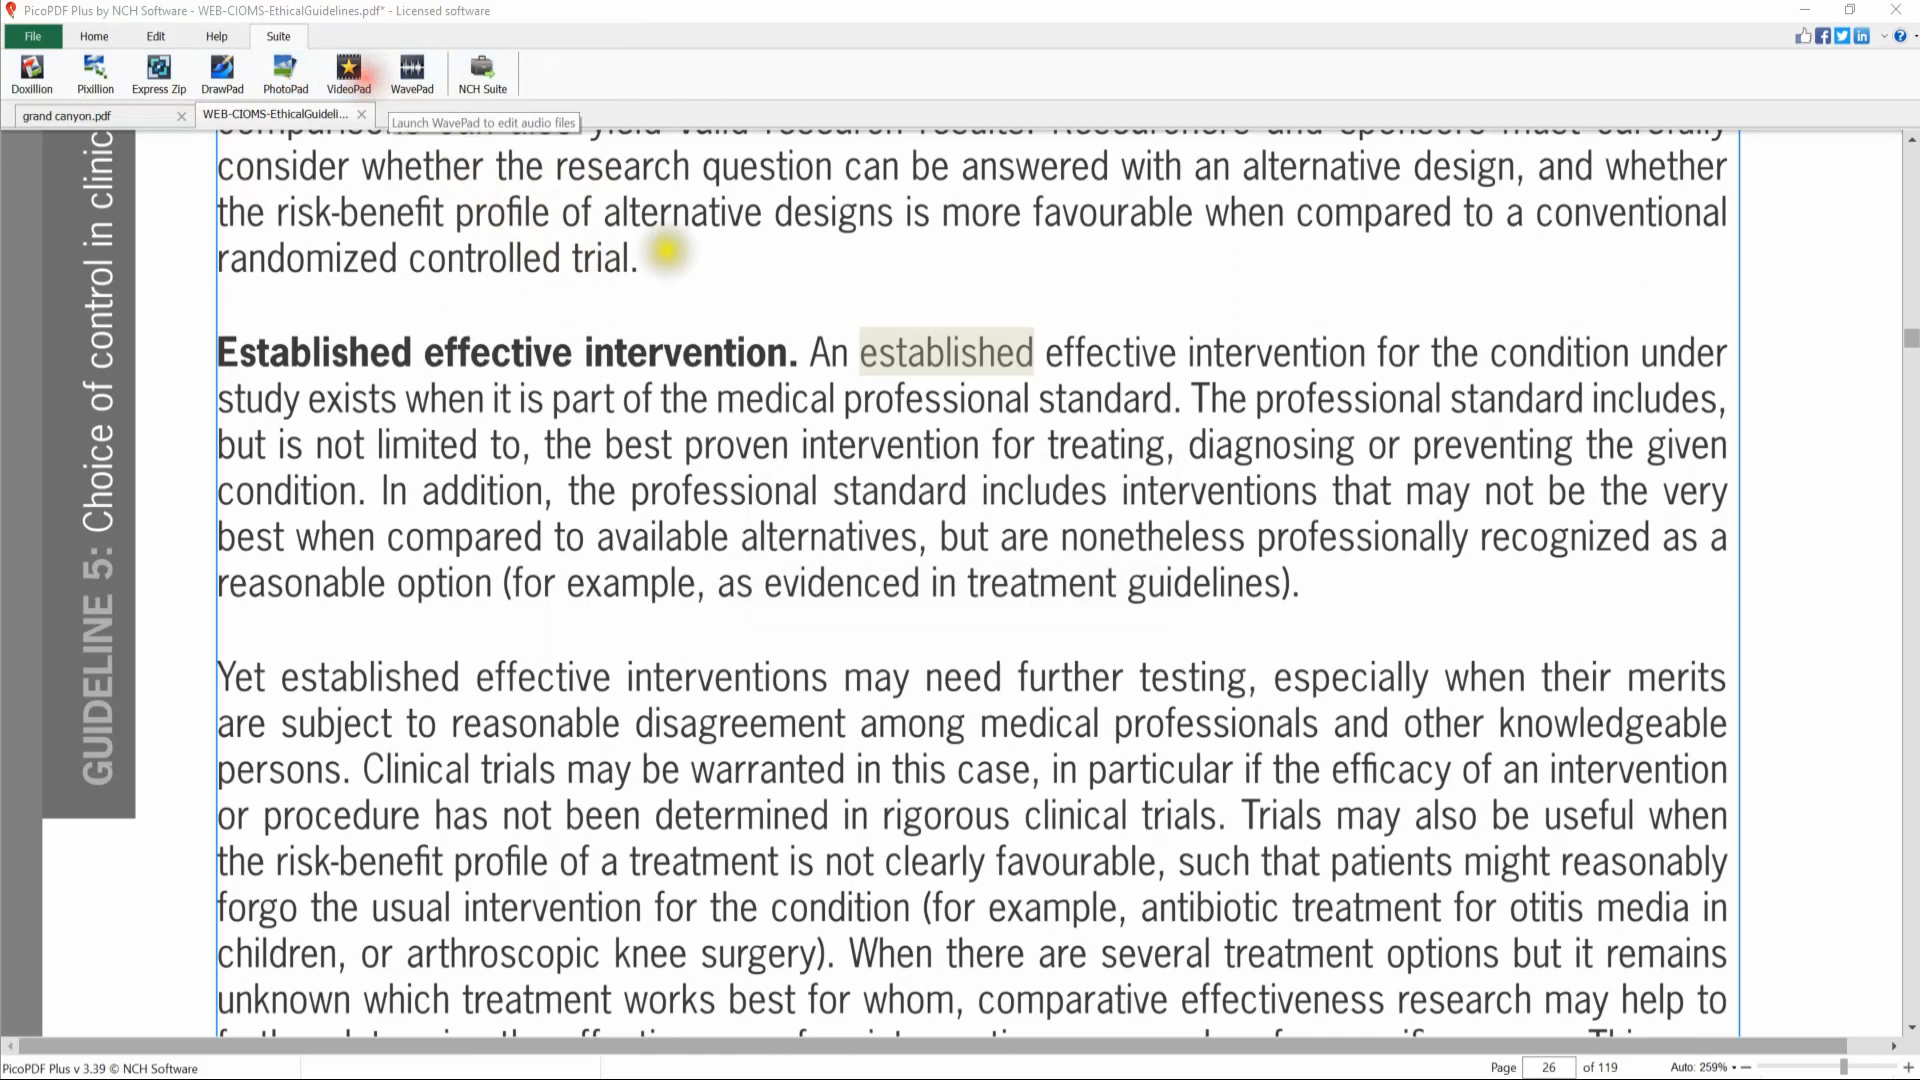 PicoPDF Plus by NCH Software - WEB-CIOMS-EthicalGuidelines.pdf* - Licensed software
File Home Edit Help Suite
Doxillion Pixillion Express Zip DrawPad PhotoPad VideoPad WavePad NCH Suite
grand canyon.pdf WEB-CIOMS-EthicalGuideli...
Launch WavePad to edit audio files
GUIDELINE 5: Choice of control in clinic
consider whether the research question can be answered with an alternative design, and whether
the risk-benefit profile of alternative designs is more favourable when compared to a conventional
randomized controlled trial.
Established effective intervention. An established effective intervention for the condition under
study exists when it is part of the medical professional standard. The professional standard includes,
but is not limited to, the best proven intervention for treating, diagnosing or preventing the given
condition. In addition, the professional standard includes interventions that may not be the very
best when compared to available alternatives, but are nonetheless professionally recognized as a
reasonable option (for example, as evidenced in treatment guidelines).
Yet established effective interventions may need further testing, especially when their merits
are subject to reasonable disagreement among medical professionals and other knowledgeable
persons. Clinical trials may be warranted in this case, in particular if the efficacy of an intervention
or procedure has not been determined in rigorous clinical trials. Trials may also be useful when
the risk-benefit profile of a treatment is not clearly favourable, such that patients might reasonably
forgo the usual intervention for the condition (for example, antibiotic treatment for otitis media in
children, or arthroscopic knee surgery). When there are several treatment options but it remains
unknown which treatment works best for whom, comparative effectiveness research may help to
PicoPDF Plus v 3.39 © NCH Software
Page 26 of 119 Auto: 259%